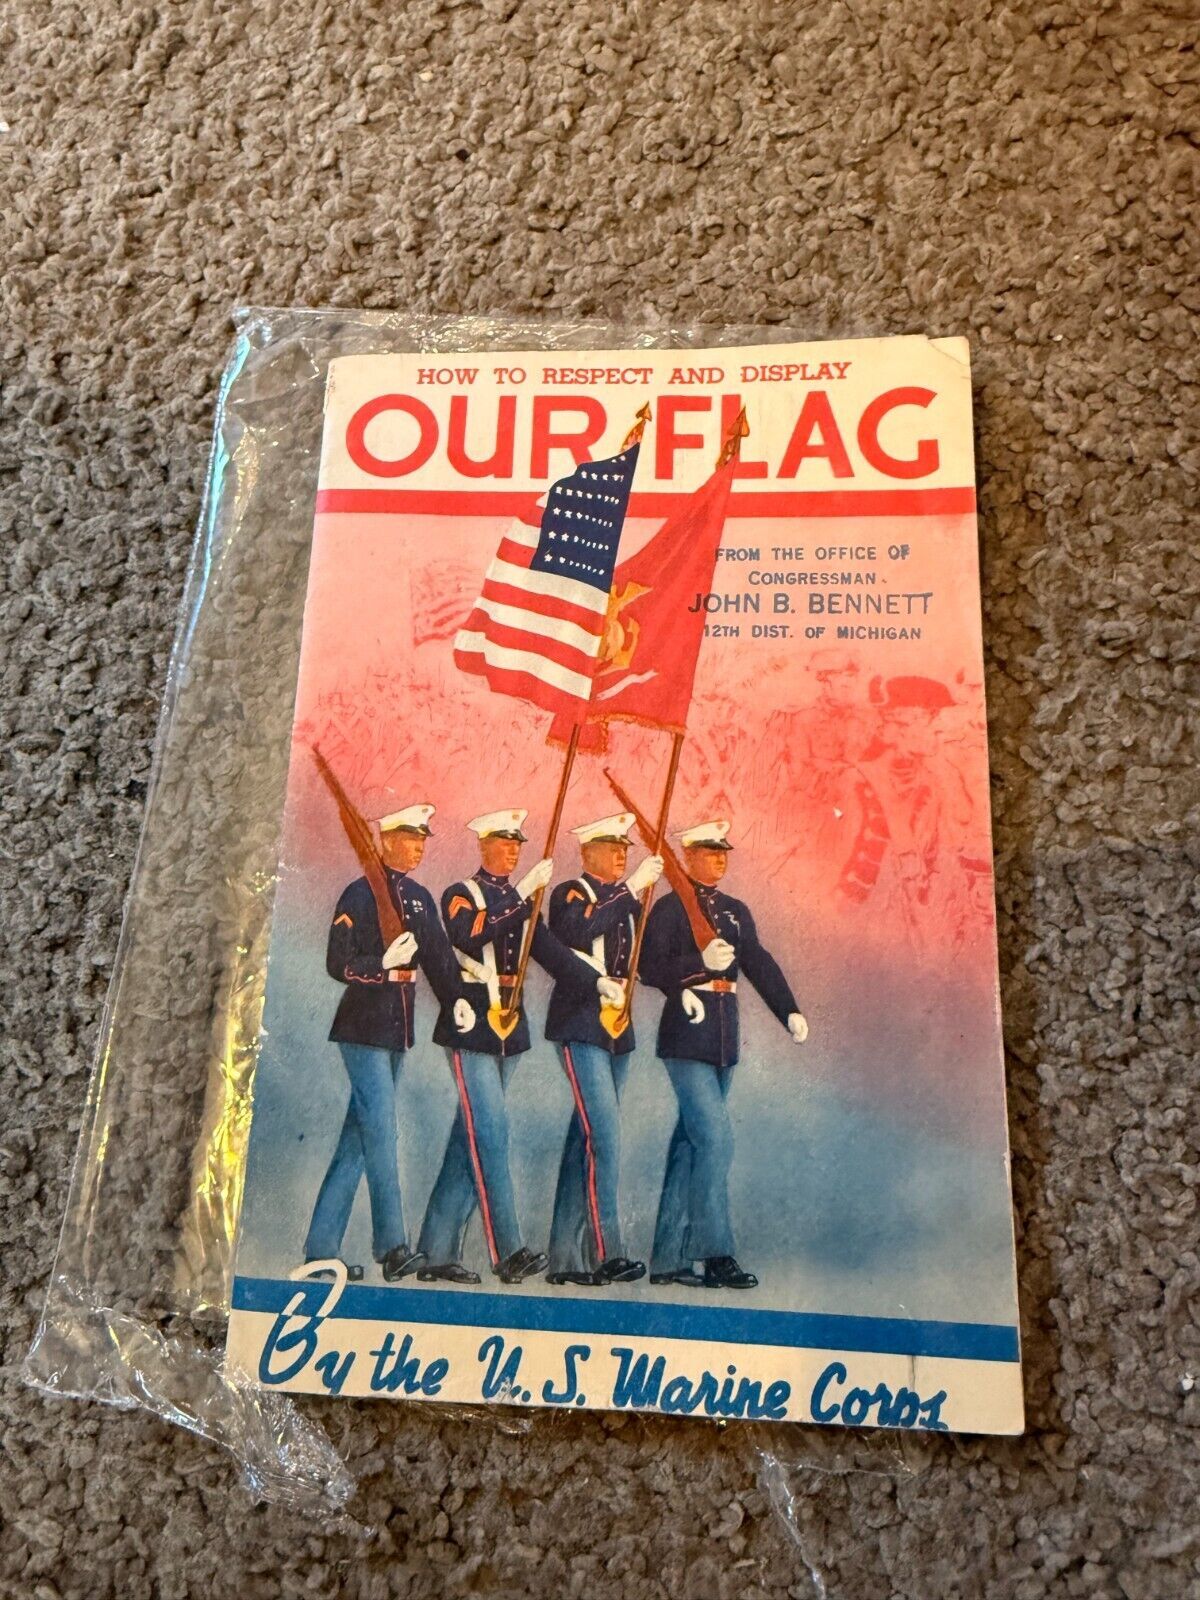 HOW TO RESPECT AND DISPLAY
OUR FLAG
FROM THE OFFICE OF
CONGRESSMAN
JOHN B. BENNETT
12TH DIST. OF MICHIGAN
By the U. S. Marine Corps